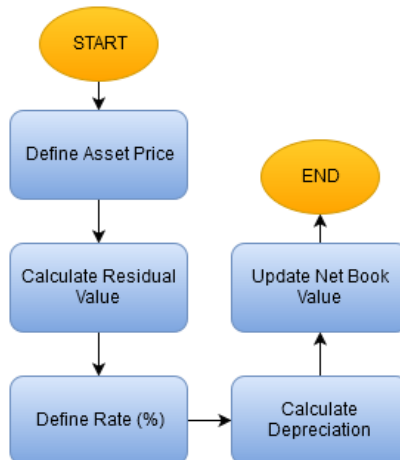 START
Define Asset Price
Calculate Residual
Value
Define Rate (%)
Calculate
Depreciation
Update Net Book
Value
END